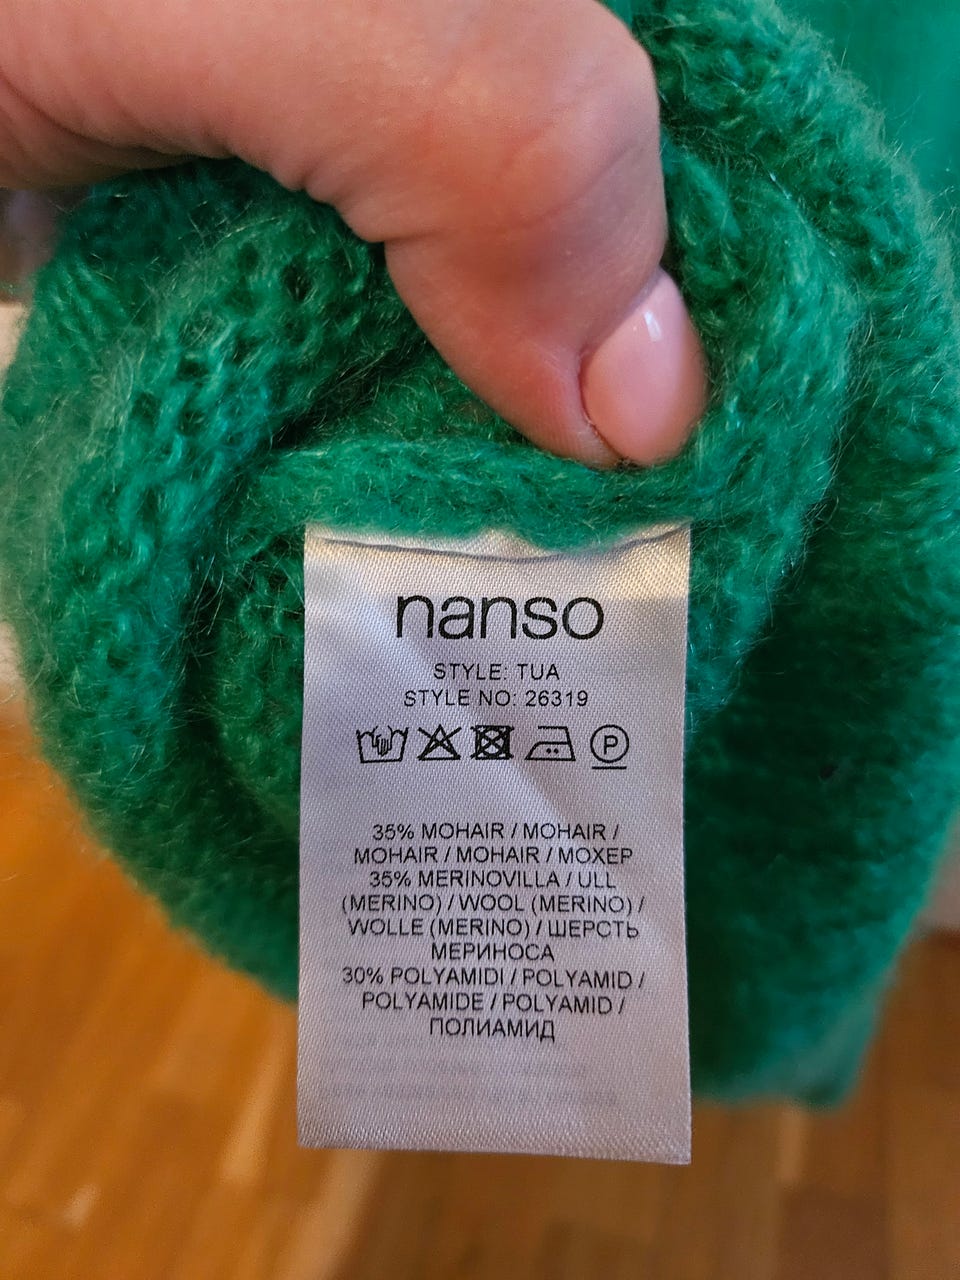 nanso
STYLE: TUA
STYLE NO: 26319
P
35% MOHAIR / MOHAIR /
MOHAIR / MOHAIR / МОХЕР
35% MERINOVILLA / ULL
(MERINO) / WOOL (MERINO) /
WOLLE (MERINO) / ШЕРСТЬ
МЕРИНОСА
30% POLYAMIDI / POLYAMID /
POLYAMIDE / POLYAMID /
ПОЛИАМИД